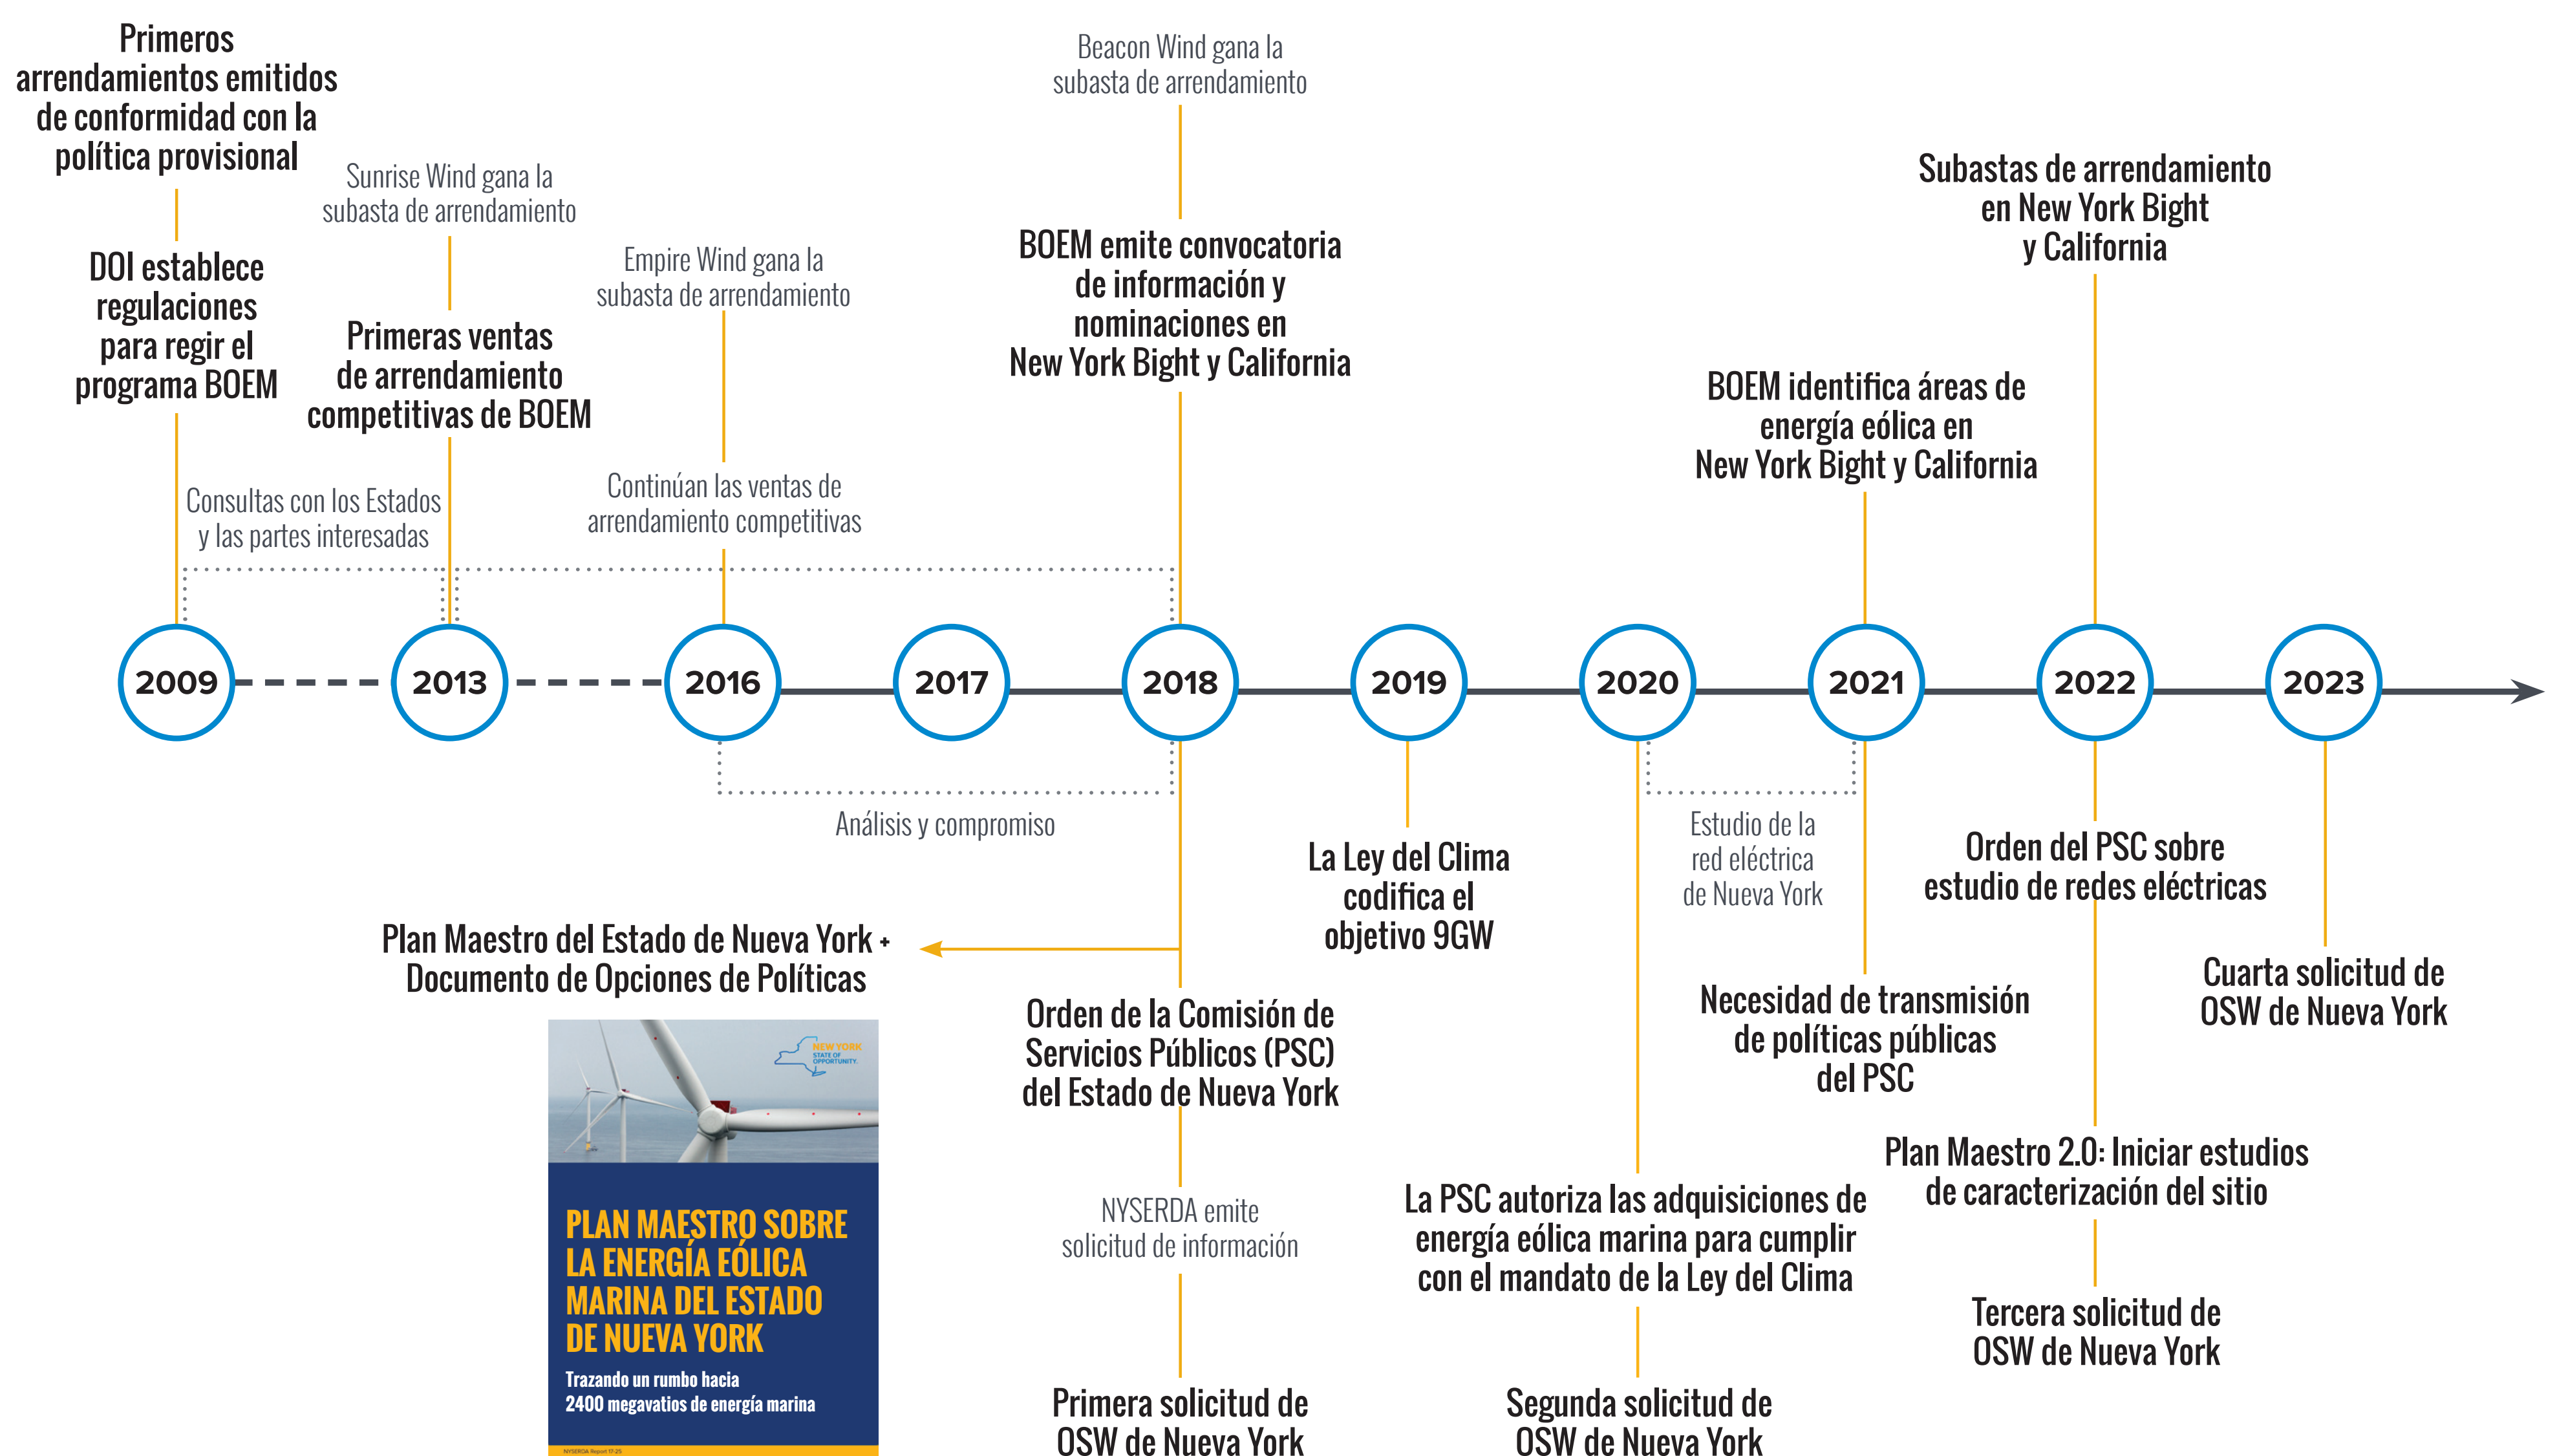 Primeros
arrendamientos emitidos
de conformidad con la
política provisional
DOI establece
regulaciones
para regir el
programa BOEM
Consultas con los Estados
y las partes interesadas
Sunrise Wind gana la
subasta de arrendamiento
Primeras ventas
de arrendamiento
competitivas de BOEM
Empire Wind gana la
subasta de arrendamiento
Continúan las ventas de
arrendamiento competitivas
Beacon Wind gana la
subasta de arrendamiento
BOEM emite convocatoria
de información y
nominaciones en
New York Bight y California
BOEM identifica áreas de
energía eólica en
New York Bight y California
Subastas de arrendamiento
en New York Bight
y California
2009
2013
2016
2017
2018
2019
2020
2021
2022
2023
Análisis y compromiso
Plan Maestro del Estado de Nueva York +
Documento de Opciones de Políticas
NEW YORK
STATE OF
OPPORTUNITY.
PLAN MAESTRO SOBRE
LA ENERGÍA EÓLICA
MARINA DEL ESTADO
DE NUEVA YORK
Trazando un rumbo hacia
2400 megavatios de energía marina
NYSERDA Report 17-25
Orden de la Comisión de
Servicios Públicos (PSC)
del Estado de Nueva York
NYSERDA emite
solicitud de información
Primera solicitud de
OSW de Nueva York
La Ley del Clima
codifica el
objetivo 9GW
La PSC autoriza las adquisiciones de
energía eólica marina para cumplir
con el mandato de la Ley del Clima
Segunda solicitud de
OSW de Nueva York
Estudio de la
red eléctrica
de Nueva York
Necesidad de transmisión
de políticas públicas
del PSC
Orden del PSC sobre
estudio de redes eléctricas
Plan Maestro 2.0: Iniciar estudios
de caracterización del sitio
Tercera solicitud de
OSW de Nueva York
Cuarta solicitud de
OSW de Nueva York